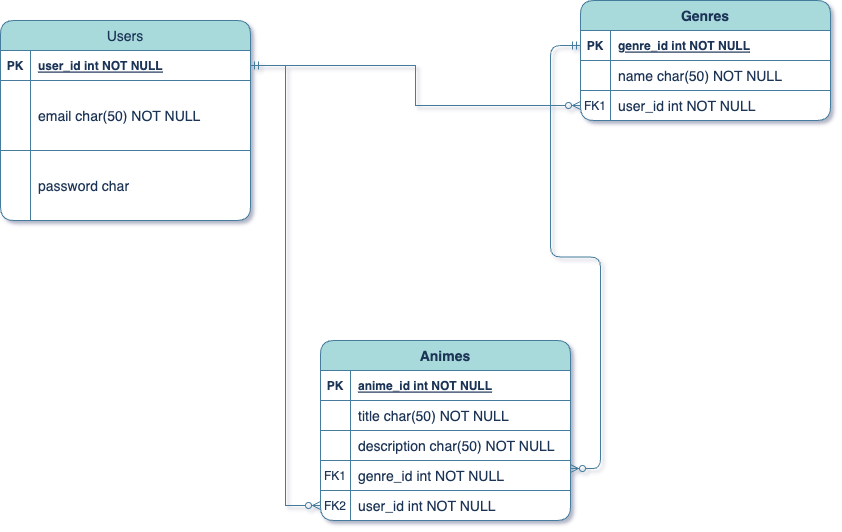 Users
PK user_id int NOT NULL
email char(50) NOT NULL
password char
Genres
PK genre_id int NOT NULL
name char(50) NOT NULL
FK1 user_id int NOT NULL
Animes
PK anime_id int NOT NULL
title char(50) NOT NULL
description char(50) NOT NULL
FK1 genre_id int NOT NULL
FK2 user_id int NOT NULL